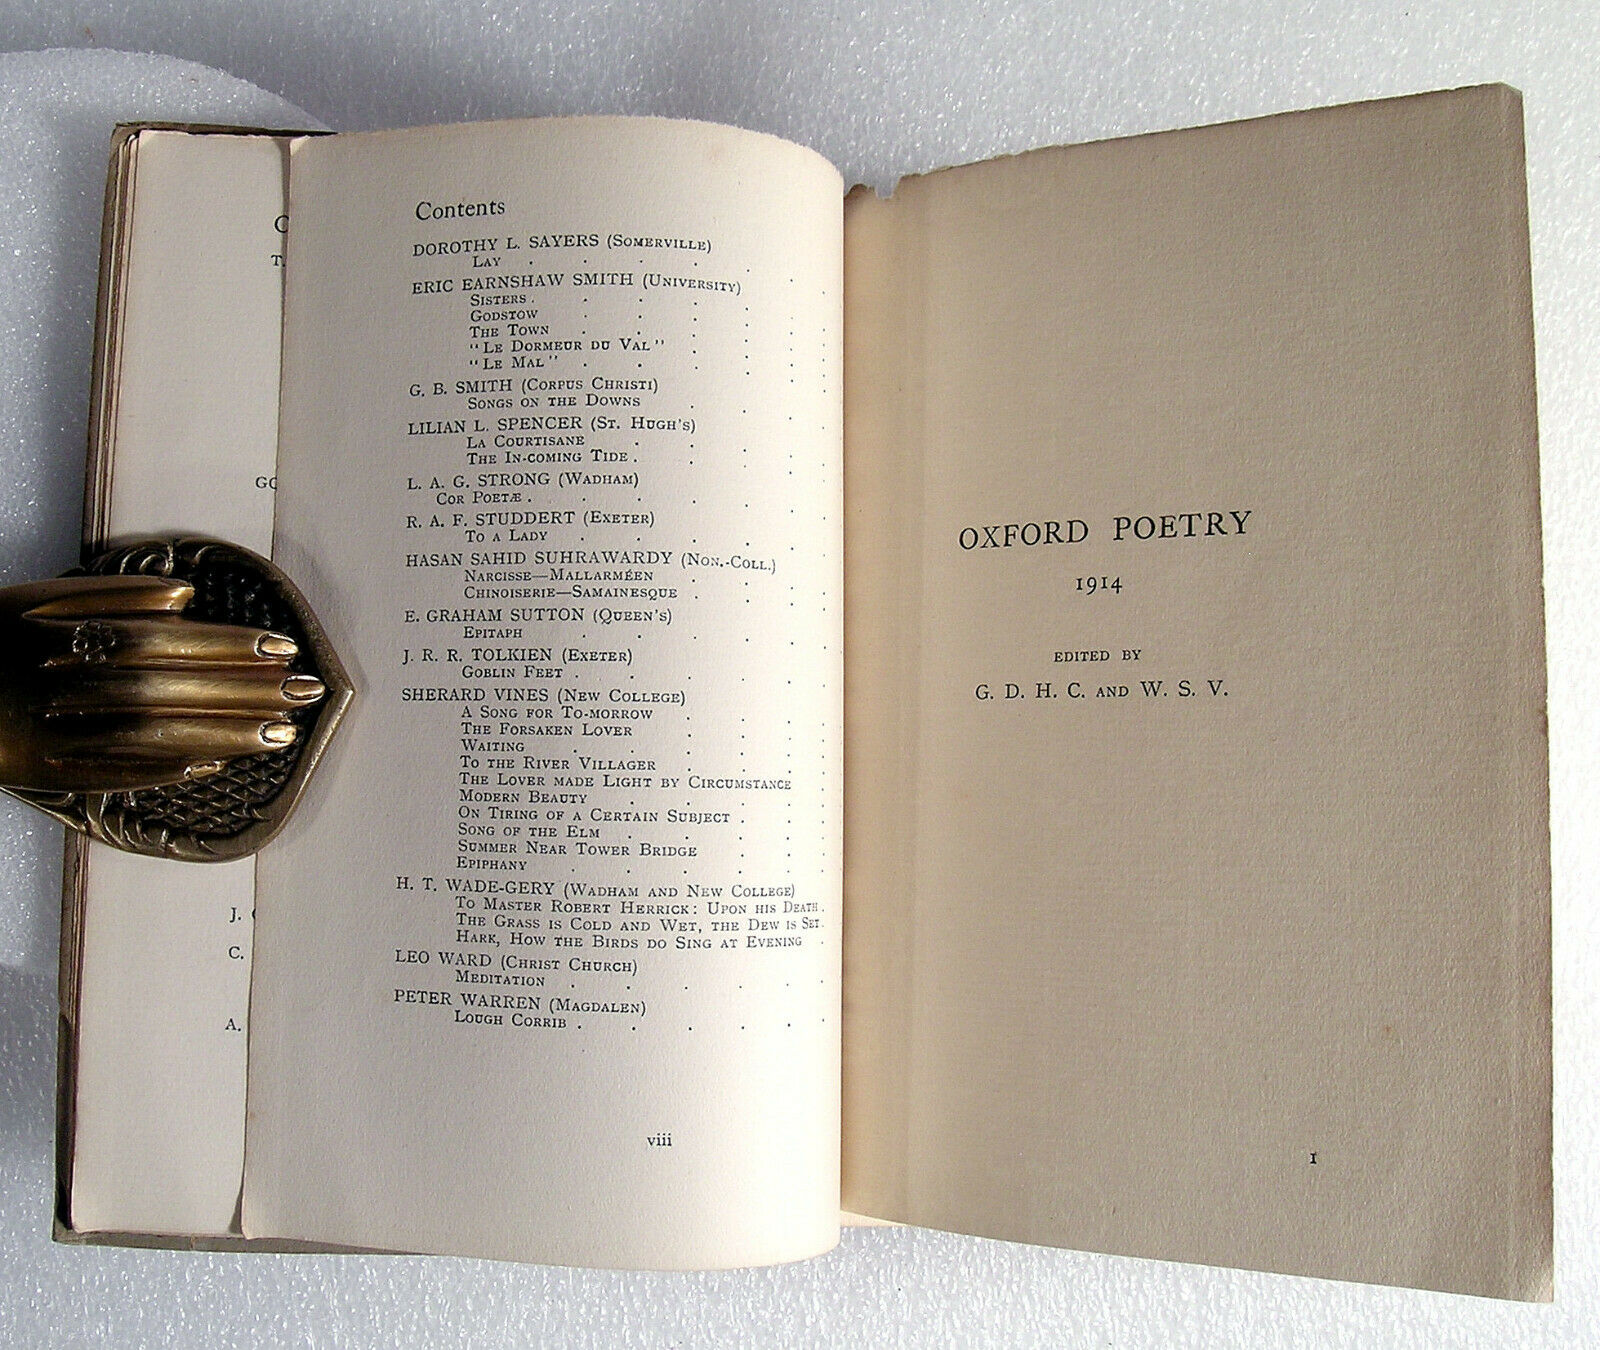 C
T.
GO
J. C
C.
A.
Contents
DOROTHY L. SAYERS (Somerville)
Lay . . . .
ERIC EARNSHAW SMITH (University)
Sisters . . . .
Godstow . . . .
The Town . . . .
"Le Dormeur du Val" . . .
"Le Mal" . . . .
G. B. SMITH (Corpus Christi)
Songs on the Downs . . .
LILIAN L. SPENCER (St. Hugh's)
La Courtisane . . . .
The In-coming Tide . . . .
L. A. G. STRONG (Wadham)
Cor Poetæ . . . . .
R. A. F. STUDDERT (Exeter)
To a Lady . . . . .
HASAN SAHID SUHRAWARDY (Non.-Coll.)
Narcisse—Mallarméen . . .
Chinoiserie—Samainesque . . .
E. GRAHAM SUTTON (Queen's)
Epitaph . . . . .
J. R. R. TOLKIEN (Exeter)
Goblin Feet . . . . .
SHERARD VINES (New College)
A Song for To-morrow . . .
The Forsaken Lover . . .
Waiting . . . . .
To the River Villager . . .
The Lover made Light by Circumstance
Modern Beauty . . . .
On Tiring of a Certain Subject . . .
Song of the Elm . . . .
Summer Near Tower Bridge . .
Epiphany . . . . .
H. T. WADE-GERY (Wadham and New College)
To Master Robert Herrick: Upon his Death .
The Grass is Cold and Wet, the Dew is Set .
Hark, How the Birds do Sing at Evening .
LEO WARD (Christ Church)
Meditation . . . . .
PETER WARREN (Magdalen)
Lough Corrib . . . . .
viii
OXFORD POETRY
1914
EDITED BY
G. D. H. C. AND W. S. V.
1